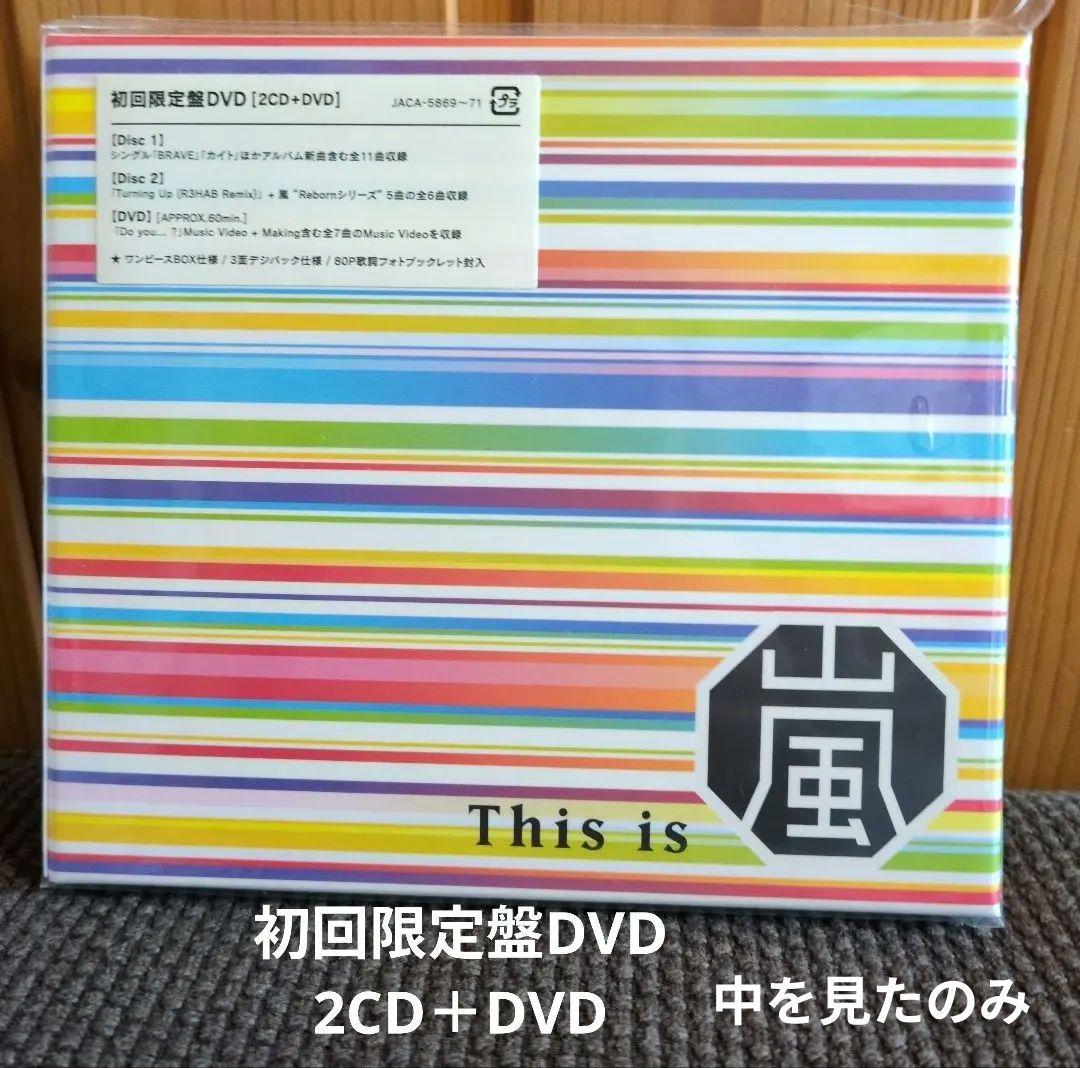 初回限定盤DVD [2CD+DVD] JACA-5869~71 プラ
【Disc 1】
シングル「BRAVE」「カイト」ほかアルバム新曲含む全11曲収録
【Disc 2】
「Turning Up (R3HAB Remix)」 + 嵐 "Rebornシリーズ" 5曲の全6曲収録
【DVD】 [APPROX.60min.]
「Do you... ?」Music Video + Making含む全7曲のMusic Videoを収録
★ ワンピースBOX仕様 / 3面デジパック仕様 / 80P歌詞フォトブックレット封入
This is 嵐
初回限定盤DVD
2CD+DVD
中を見たのみ